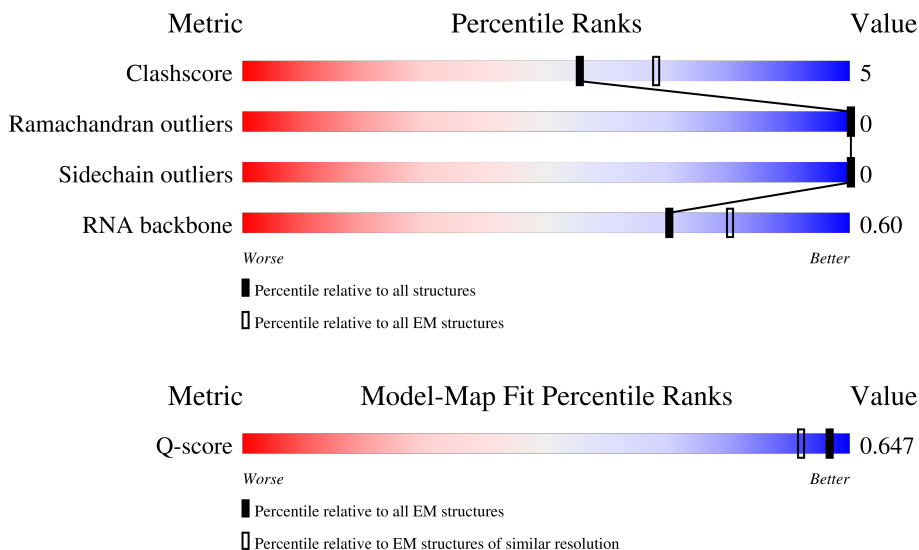 Metric Percentile Ranks Value
Clashscore 5
Ramachandran outliers 0
Sidechain outliers 0
RNA backbone 0.60
Worse Better
Percentile relative to all structures
Percentile relative to all EM structures
Metric Model-Map Fit Percentile Ranks Value
Q-score 0.647
Worse Better
Percentile relative to all EM structures
Percentile relative to EM structures of similar resolution